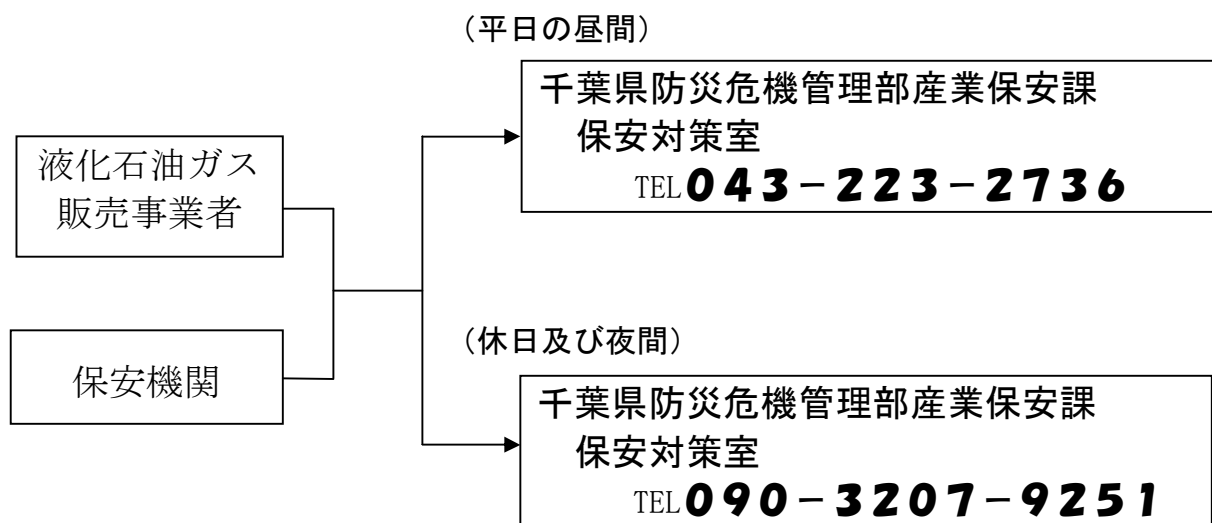 (平日の昼間)
千葉県防災危機管理部産業保安課
保安対策室
TEL043-223-2736
液化石油ガス
販売事業者
保安機関
(休日及び夜間)
千葉県防災危機管理部産業保安課
保安対策室
TEL090-3207-9251